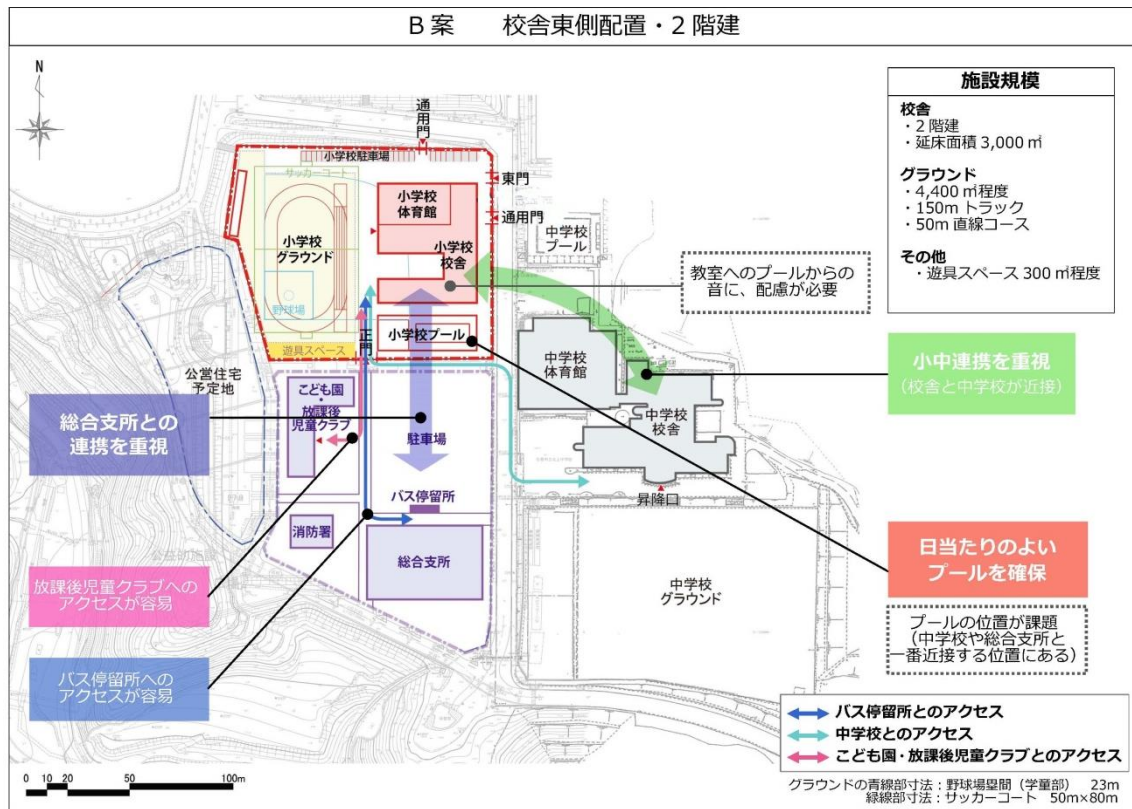 B案 校舎東側配置・2階建
N
通
用
門
小学校駐車場
サッカーコート
東門
通用門
小学校
体育館
小学校
校舎
小学校
グラウンド
野球場
遊具スペース
正
門
小学校プール
中学校
プール
教室へのプールからの
音に、配慮が必要
施設規模
校舎
・2階建
・延床面積 3,000 ㎡
グラウンド
・4,400 ㎡程度
・150m トラック
・50m 直線コース
その他
・遊具スペース 300 ㎡程度
小中連携を重視
(校舎と中学校が近接)
公営住宅
予定地
こども園・
放課後
児童クラブ
駐車場
中学校
体育館
中学校
校舎
昇降口
総合支所との
連携を重視
バス停留所
消防署
総合支所
中学校
グラウンド
日当たりのよい
プールを確保
プールの位置が課題
(中学校や総合支所と
一番近接する位置にある)
放課後児童クラブへの
アクセスが容易
バス停留所への
アクセスが容易
バス停留所とのアクセス
中学校とのアクセス
こども園・放課後児童クラブとのアクセス
0 10 20 50 100m
グラウンドの青線部寸法:野球場塁間(学童部) 23m
緑線部寸法:サッカーコート 50m×80m